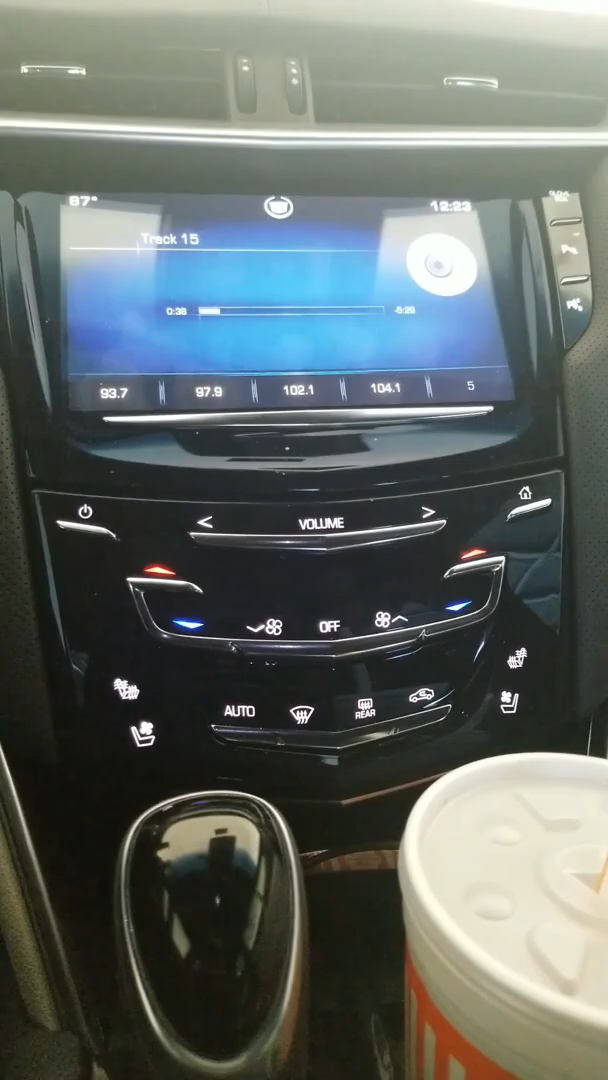 87° 12:23
Track 15
0:38 -5:29
93.7 97.9 102.1 104.1 5
< VOLUME >
OFF
AUTO REAR